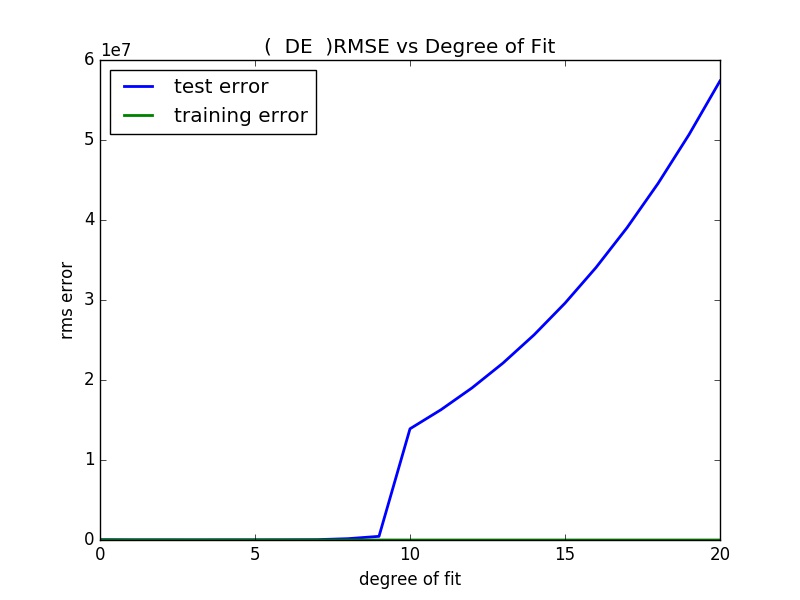 (  DE  )RMSE vs Degree of Fit
1e7
test error
training error
6
5
4
3
2
1
0
rms error
0 5 10 15 20
degree of fit